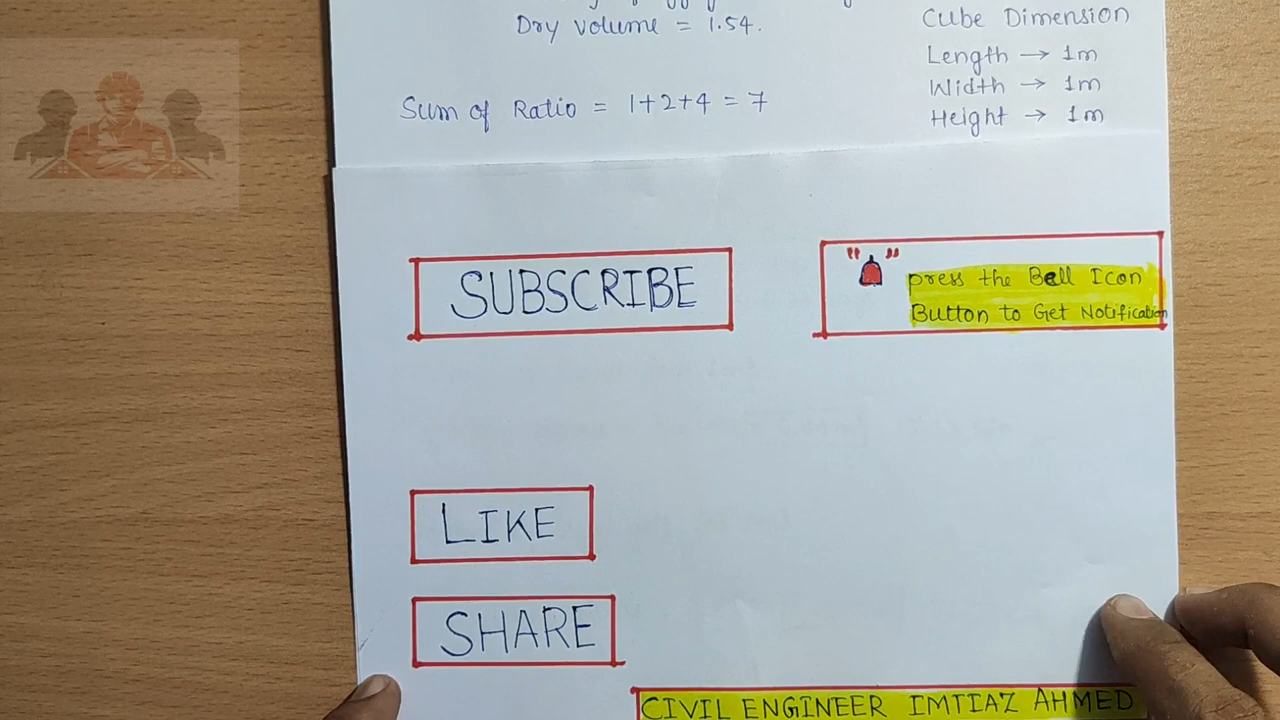 Dry volume = 1.54.
Cube Dimension
Length → 1m
Width → 1m
Height → 1m
Sum of Ratio = 1+2+4 = 7
SUBSCRIBE
" " press the Bell Icon
Button to Get Notification
LIKE
SHARE
CIVIL ENGINEER IMTIAZ AHMED